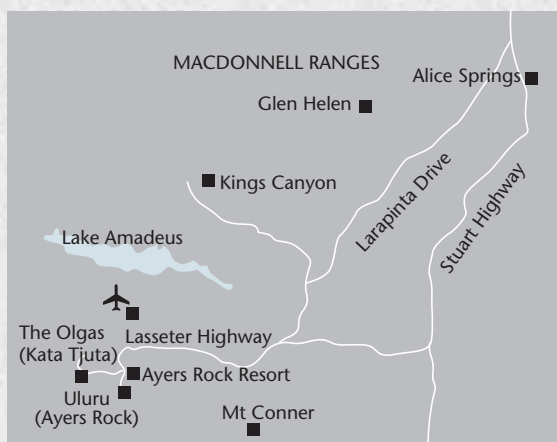 MACDONNELL RANGES
Alice Springs
Glen Helen
Kings Canyon
Larapinta Drive
Stuart Highway
Lake Amadeus
The Olgas
(Kata Tjuta)
Lasseter Highway
Ayers Rock Resort
Uluru
(Ayers Rock)
Mt Conner